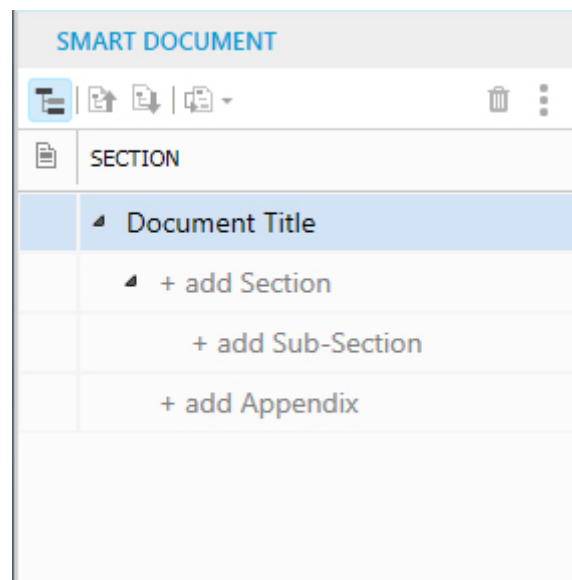 SMART DOCUMENT
SECTION
Document Title
+ add Section
+ add Sub-Section
+ add Appendix